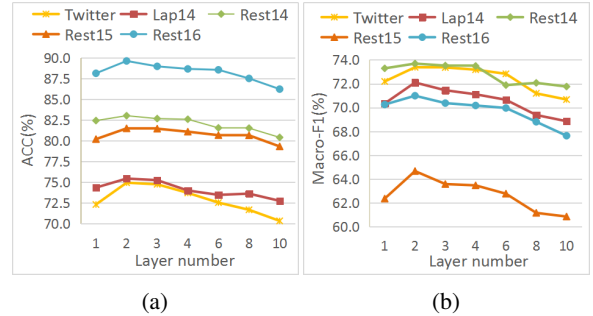 Twitter Lap14 Rest14
Rest15 Rest16
90.0
87.5
85.0
82.5
80.0
77.5
75.0
72.5
70.0
ACC(%)
1 2 3 4 6 8 10
Layer number
(a)
Twitter Lap14 Rest14
Rest15 Rest16
74.0
72.0
70.0
68.0
66.0
64.0
62.0
60.0
Macro-F1(%)
1 2 3 4 6 8 10
Layer number
(b)